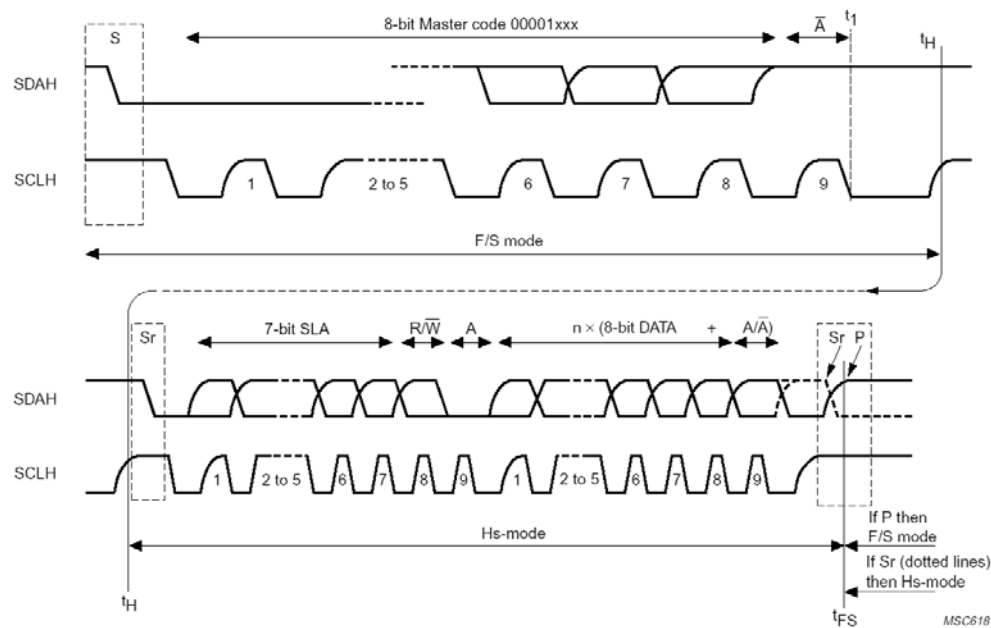 8-bit Master code 00001xxx
A̅
t1
S
tH
SDAH
SCLH
1
2 to 5
6
7
8
9
F/S mode
7-bit SLA
R/W̅
A
n × (8-bit DATA
+
A/A̅)
Sr
Sr
P
SDAH
SCLH
1
2 to 5
6
7
8
9
1
2 to 5
6
7
8
9
If P then
F/S mode
Hs-mode
If Sr (dotted lines)
then Hs-mode
tH
tFS
MSC618